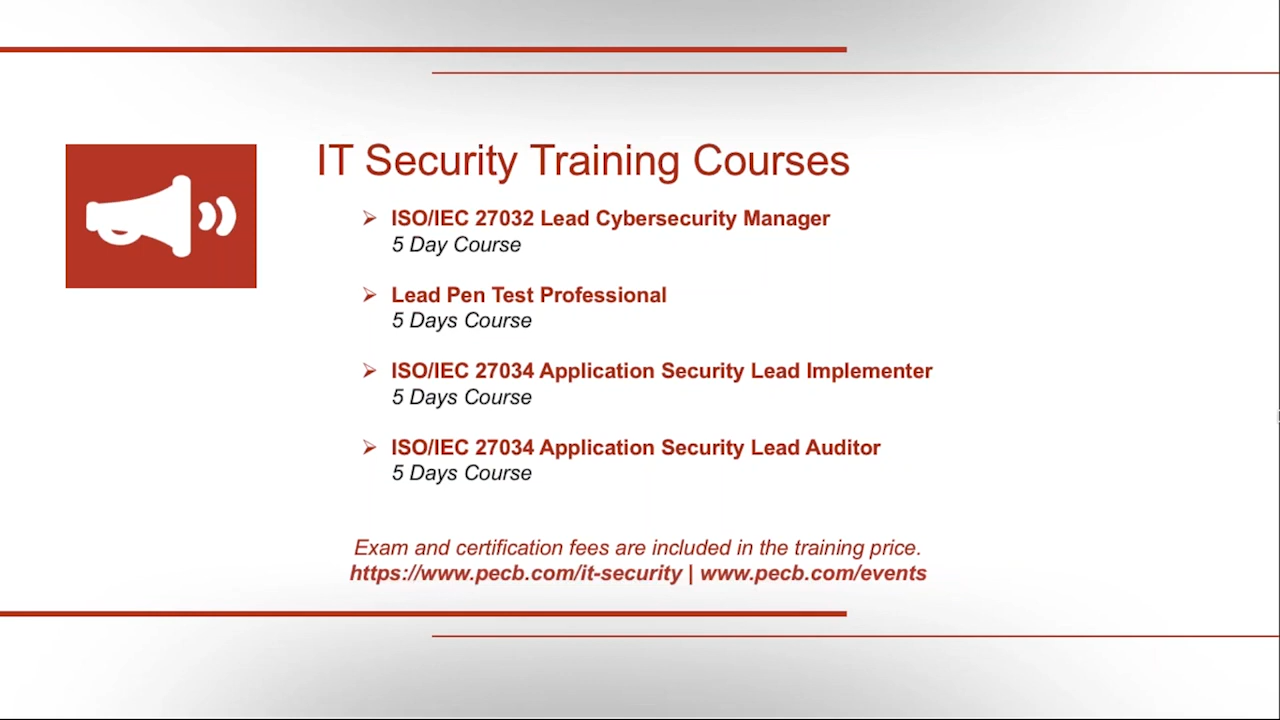 IT Security Training Courses
ISO/IEC 27032 Lead Cybersecurity Manager
5 Day Course
Lead Pen Test Professional
5 Days Course
ISO/IEC 27034 Application Security Lead Implementer
5 Days Course
ISO/IEC 27034 Application Security Lead Auditor
5 Days Course
Exam and certification fees are included in the training price.
https://www.pecb.com/it-security | www.pecb.com/events